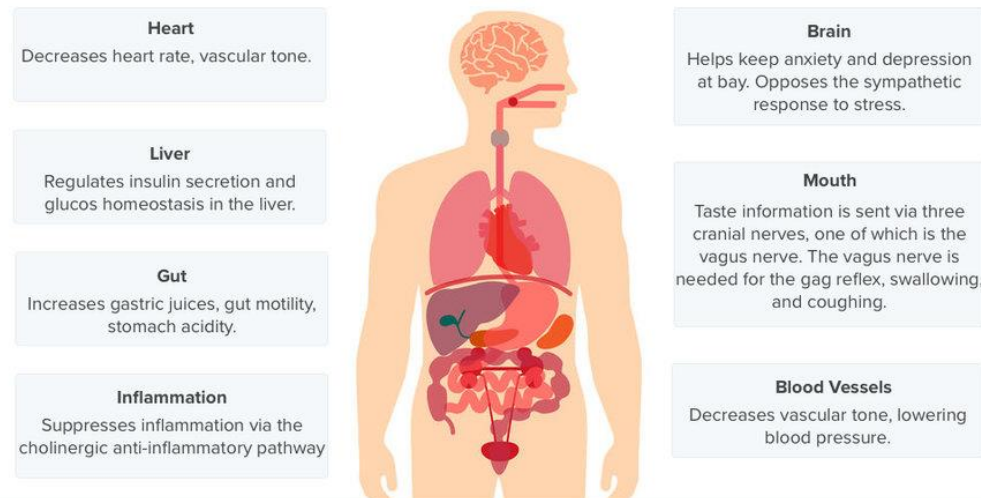 Heart
Decreases heart rate, vascular tone.
Liver
Regulates insulin secretion and
glucos homeostasis in the liver.
Gut
Increases gastric juices, gut motility,
stomach acidity.
Inflammation
Suppresses inflammation via the
cholinergic anti-inflammatory pathway
Brain
Helps keep anxiety and depression
at bay. Opposes the sympathetic
response to stress.
Mouth
Taste information is sent via three
cranial nerves, one of which is the
vagus nerve. The vagus nerve is
needed for the gag reflex, swallowing,
and coughing.
Blood Vessels
Decreases vascular tone, lowering
blood pressure.